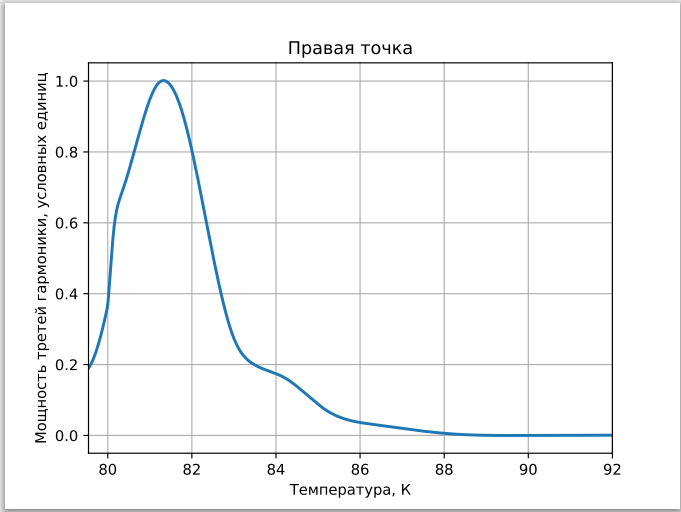 Правая точка
Мощность третей гармоники, условных единиц
1.0
0.8
0.6
0.4
0.2
0.0
80 82 84 86 88 90 92
Температура, К